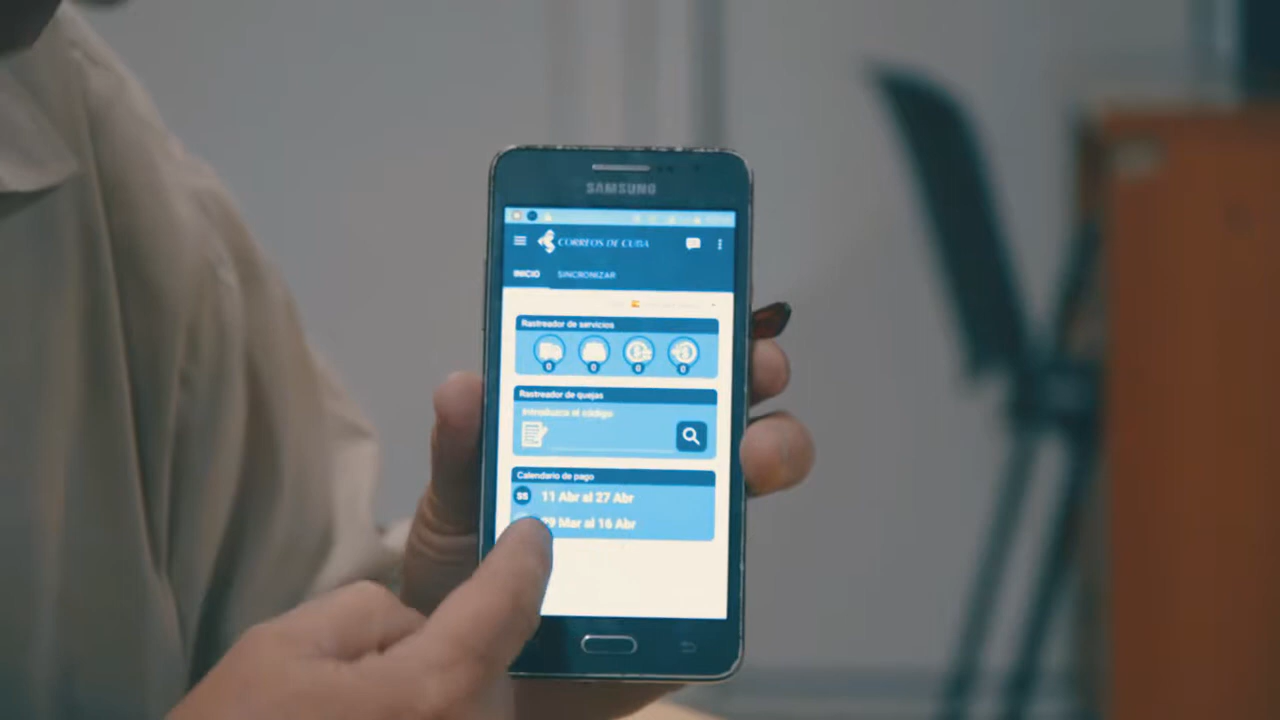 SAMSUNG
CORREOS DE CUBA
INICIO SINCRONIZAR
Rastreador de servicios
0 0 0 0
Rastreador de quejas
Introduzca el código
Calendario de pago
SS 11 Abr al 27 Abr
29 Mar al 16 Abr